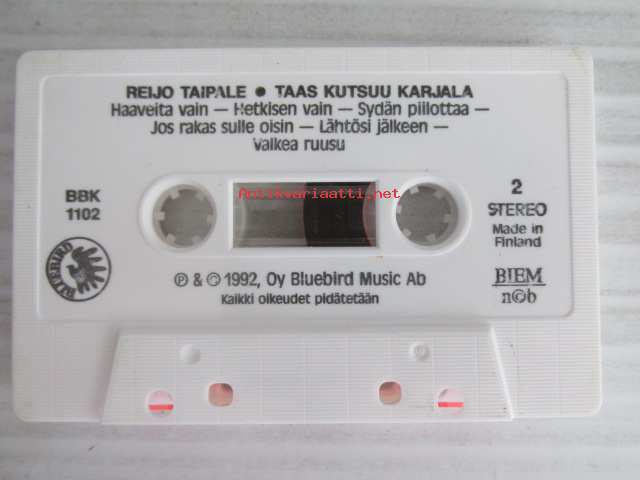 REIJO TAIPALE ● TAAS KUTSUU KARJALA
Haaveita vain — Hetkisen vain — Sydän piilottaa —
Jos rakas sulle oisin — Lähtösi jälkeen —
Valkea ruusu
BBK
1102
Antikvariaatti.net
2
STEREO
Made in
Finland
BLUEBIRD
℗ & © 1992, Oy Bluebird Music Ab
Kaikki oikeudet pidätetään
BIEM
n©b